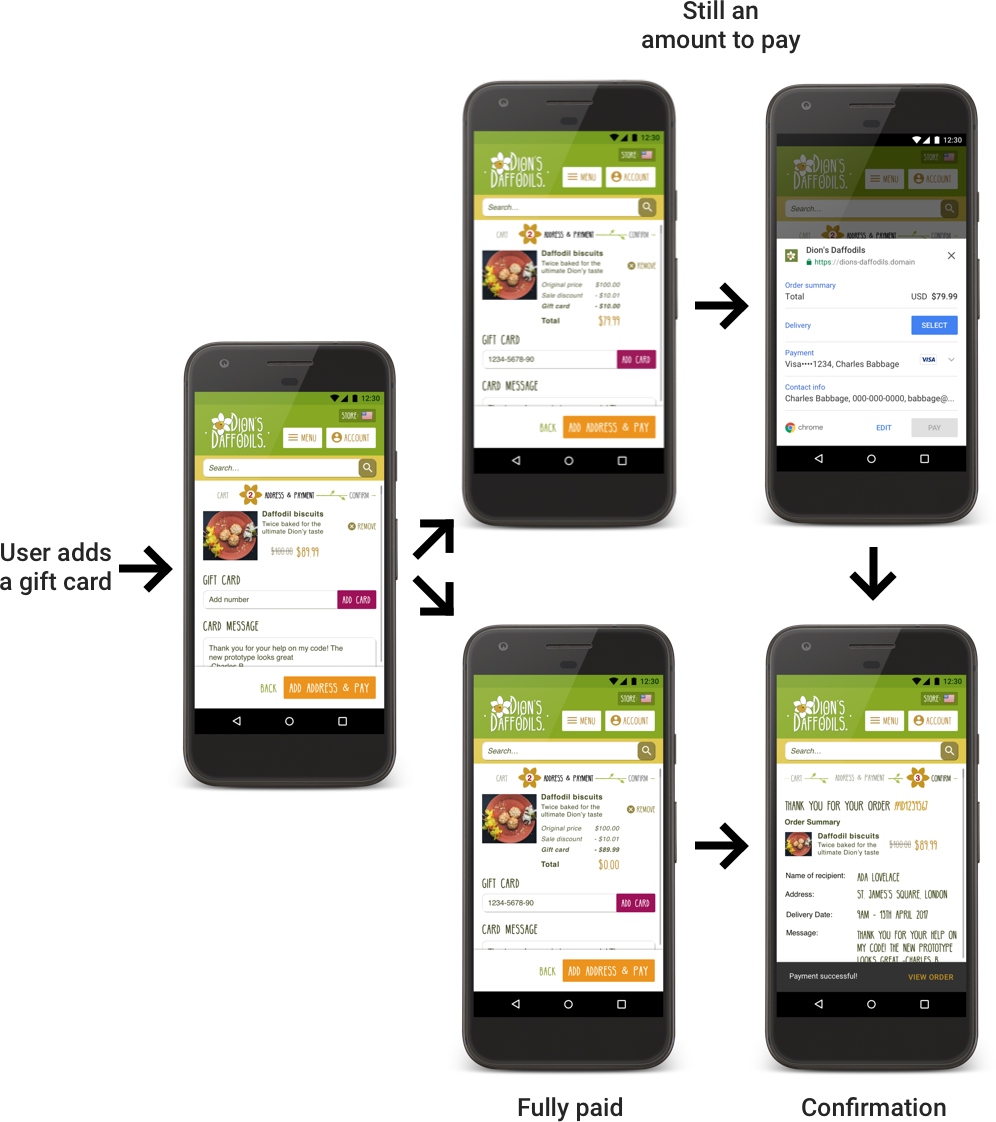 Still an
amount to pay
12:30
STORE:
DION'S
DAFFODILS.
MENU
ACCOUNT
Search...
CART
2
ADDRESS & PAYMENT
CONFIRM
Daffodil biscuits
Twice baked for the
ultimate Dion'y taste
REMOVE
Original price $100.00
Sale discount - $10.01
Gift card - $10.00
Total $79.99
GIFT CARD
1234-5678-90
ADD CARD
CARD MESSAGE
BACK
ADD ADDRESS & PAY
12:30
STORE:
DION'S
DAFFODILS.
MENU
ACCOUNT
Search...
CART
2
ADDRESS & PAYMENT
CONFIRM
Dion's Daffodils
https://dions-daffodils.domain
Order summary
Total USD $79.99
Delivery
SELECT
Payment
Visa••••1234, Charles Babbage
VISA
Contact info
Charles Babbage, 000-000-0000, babbage@...
chrome
EDIT
PAY
User adds
a gift card
12:30
STORE:
DION'S
DAFFODILS.
MENU
ACCOUNT
Search...
CART
2
ADDRESS & PAYMENT
CONFIRM
Daffodil biscuits
Twice baked for the
ultimate Dion'y taste
REMOVE
$100.00 $89.99
GIFT CARD
Add number
ADD CARD
CARD MESSAGE
Thank you for your help on my code! The
new prototype looks great
-Charles B
BACK
ADD ADDRESS & PAY
12:30
STORE:
DION'S
DAFFODILS.
MENU
ACCOUNT
Search...
CART
2
ADDRESS & PAYMENT
CONFIRM
Daffodil biscuits
Twice baked for the
ultimate Dion'y taste
REMOVE
Original price $100.00
Sale discount - $10.01
Gift card - $89.99
Total $0.00
GIFT CARD
1234-5678-90
ADD CARD
CARD MESSAGE
BACK
ADD ADDRESS & PAY
Fully paid
12:30
STORE:
DION'S
DAFFODILS.
MENU
ACCOUNT
Search...
CART
ADDRESS & PAYMENT
3
CONFIRM
THANK YOU FOR YOUR ORDER #ID1231567
Order Summary
Daffodil biscuits
Twice baked for the
ultimate Dion'y taste
$100.00 $89.99
Name of recipient: ADA LOVELACE
Address: ST. JAMES'S SQUARE, LONDON
Delivery Date: 9AM - 13TH APRIL 2017
Message: THANK YOU FOR YOUR HELP ON
MY CODE! THE NEW PROTOTYPE
LOOKS GREAT -CHARLES B
Payment successful!
VIEW ORDER
Confirmation